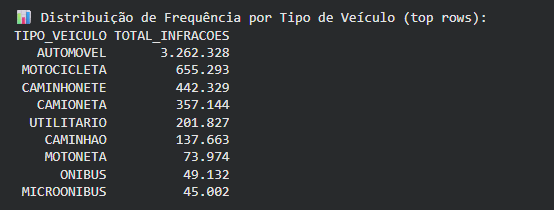 📊 Distribuição de Frequência por Tipo de Veículo (top rows):
TIPO_VEICULO TOTAL_INFRACOES
AUTOMOVEL 3.262.328
MOTOCICLETA 655.293
CAMINHONETE 442.329
CAMIONETA 357.144
UTILITARIO 201.827
CAMINHAO 137.663
MOTONETA 73.974
ONIBUS 49.132
MICROONIBUS 45.002